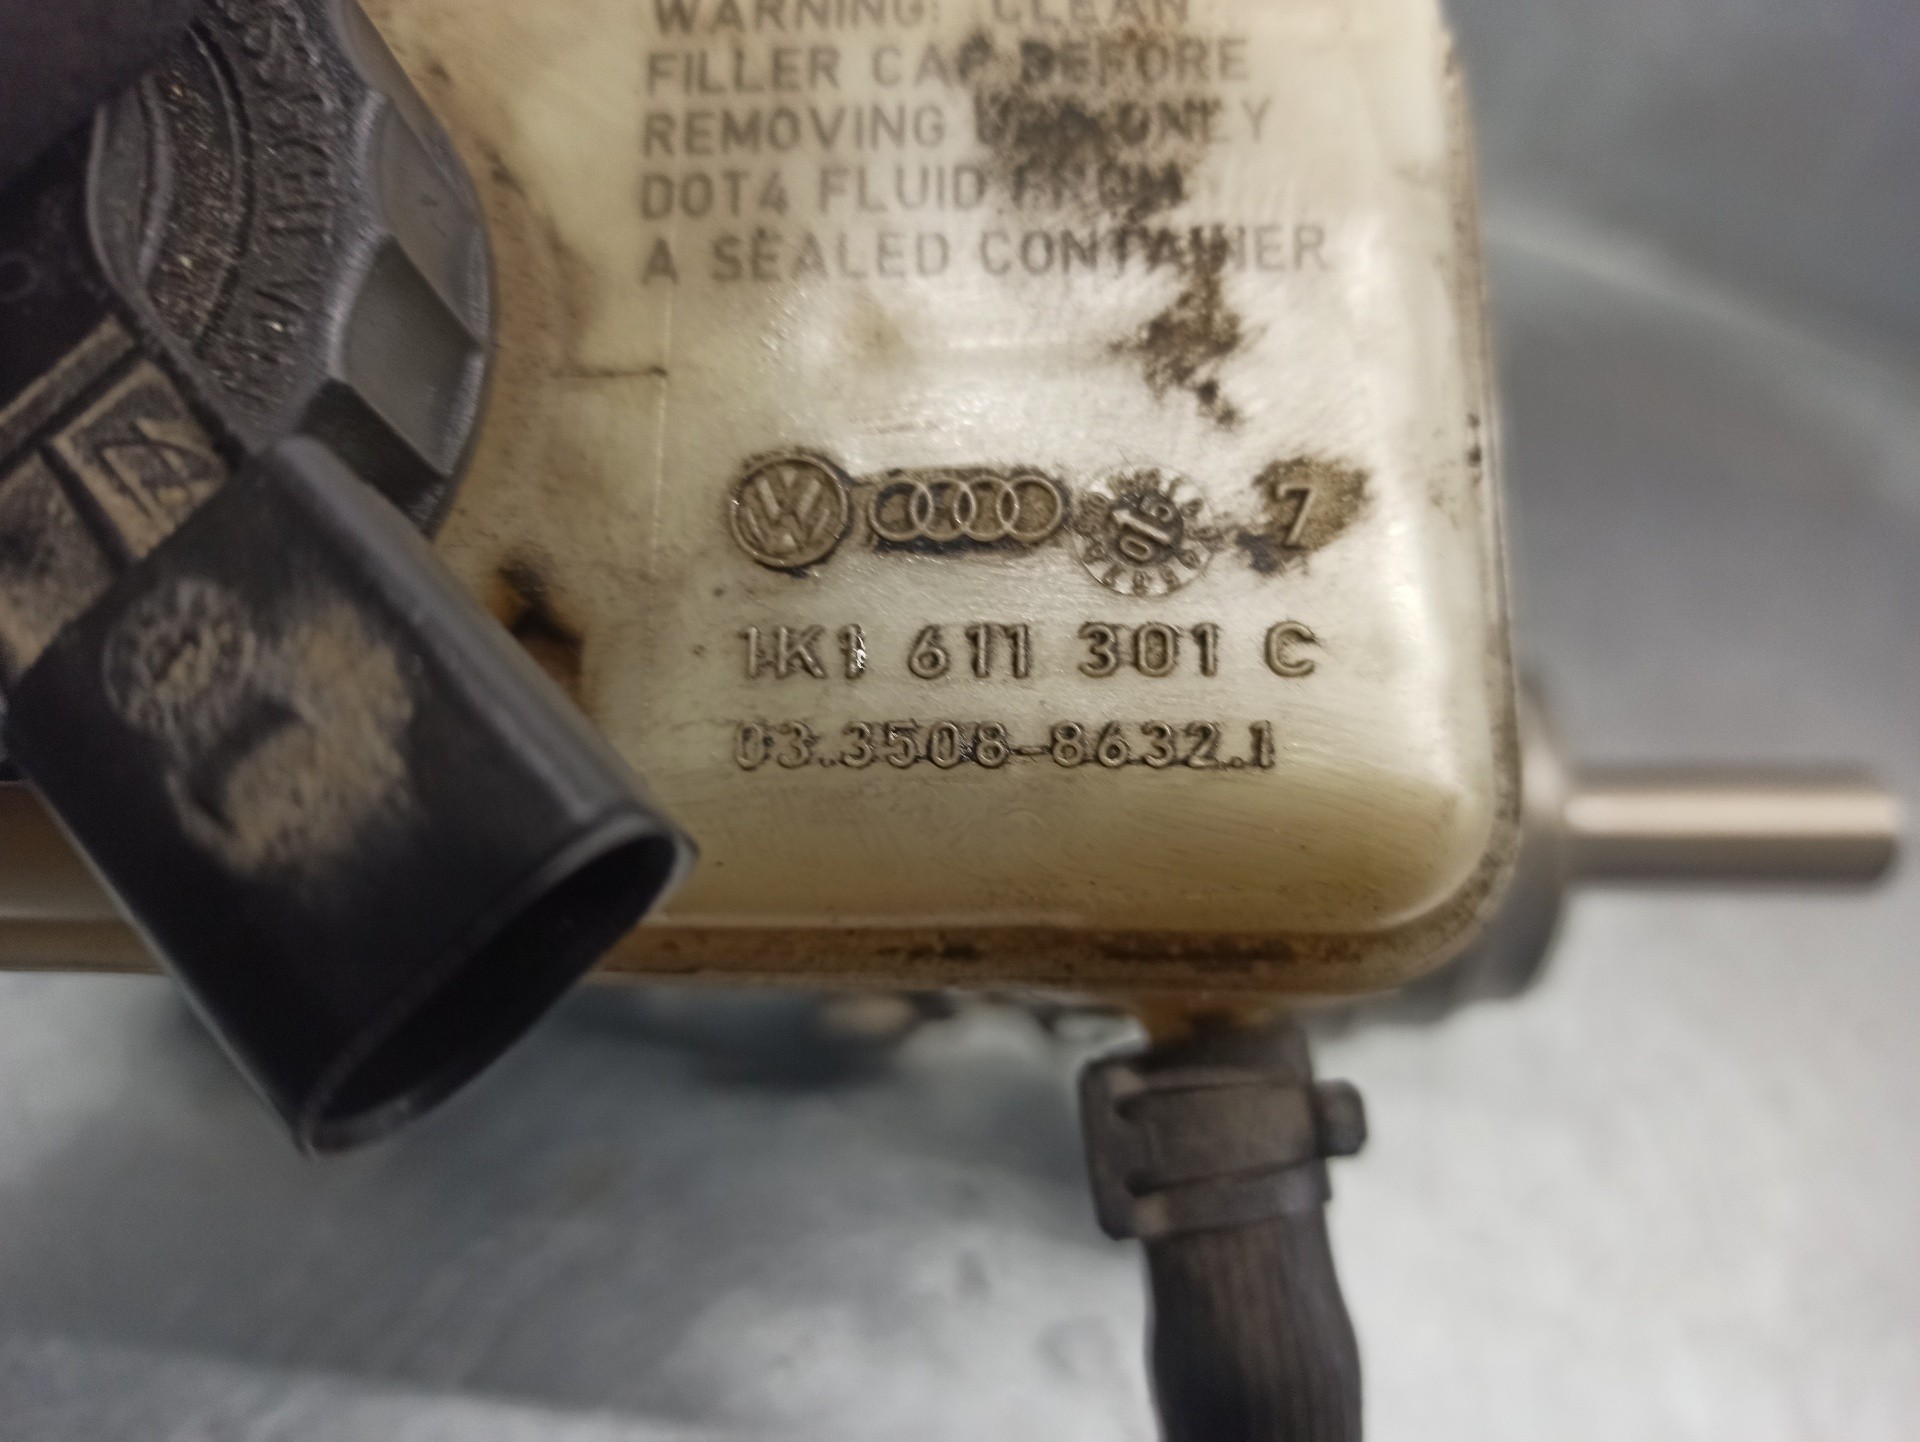 WARNING: CLEAN
FILLER CAP BEFORE
REMOVING USE ONLY
DOT4 FLUID FROM
A SEALED CONTAINER
7
1K1 611 301 C
03.3508-8632.1